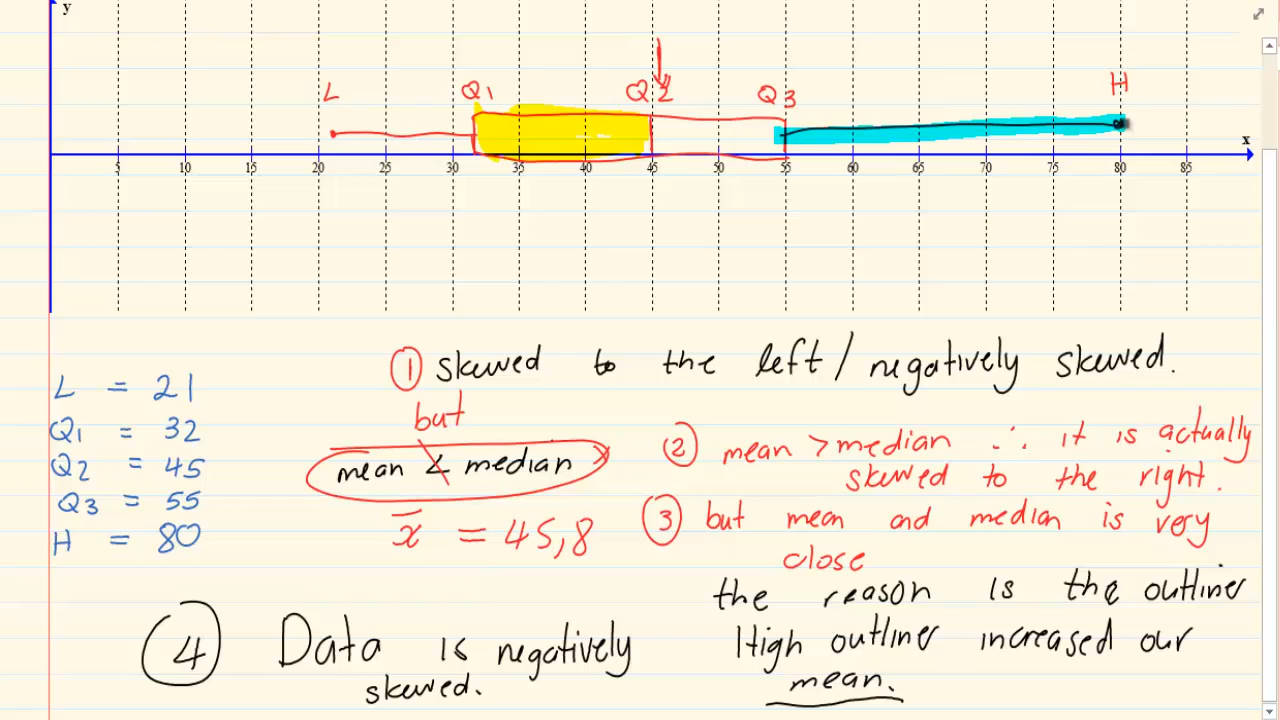 y
L Q1 Q2 Q3 H
x
5 10 15 20 25 30 35 40 45 50 55 60 65 70 75 80 85
① skewed to the left / negatively skewed.
but
mean < median
x̄ = 45,8
L = 21
Q1 = 32
Q2 = 45
Q3 = 55
H = 80
② mean > median ∴ it is actually
skewed to the right.
③ but mean and median is very
close
the reason is the outliner
High outliner increased our
mean.
④ Data is negatively
skewed.